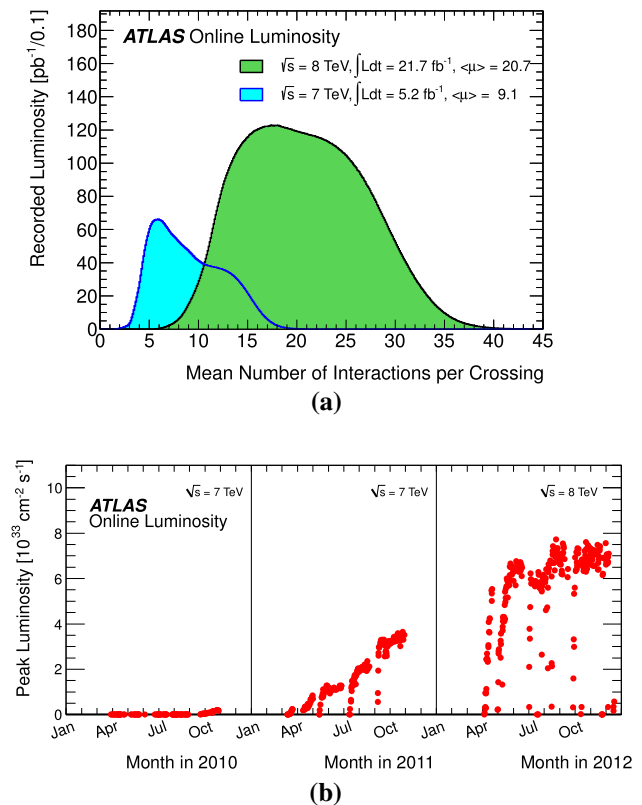 ATLAS Online Luminosity
√s = 8 TeV, ∫Ldt = 21.7 fb⁻¹, <μ> = 20.7
√s = 7 TeV, ∫Ldt = 5.2 fb⁻¹, <μ> = 9.1
Recorded Luminosity [pb⁻¹/0.1]
180
160
140
120
100
80
60
40
20
0
0 5 10 15 20 25 30 35 40 45
Mean Number of Interactions per Crossing
(a)
Peak Luminosity [10³³ cm⁻² s⁻¹]
10
8
6
4
2
0
√s = 7 TeV √s = 7 TeV √s = 8 TeV
ATLAS
Online Luminosity
Jan Apr Jul Oct Jan Apr Jul Oct Jan Apr Jul Oct
Month in 2010 Month in 2011 Month in 2012
(b)